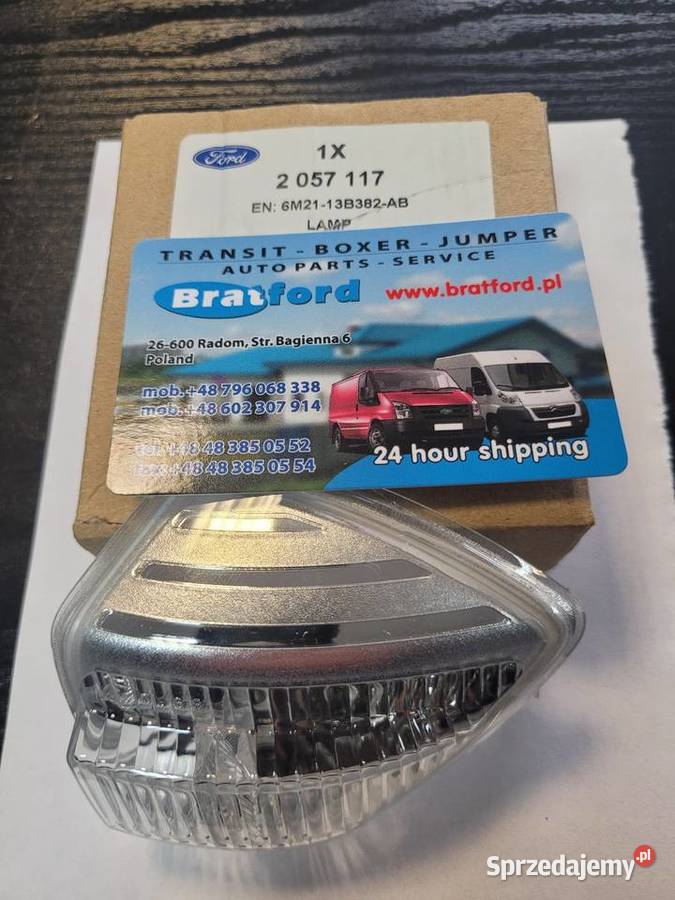 Ford
1X
2 057 117
EN: 6M21-13B382-AB
LAMP
TRANSIT - BOXER - JUMPER
AUTO PARTS - SERVICE
Bratford
www.bratford.pl
26-600 Radom, Str. Bagienna 6
Poland
mob. +48 796 068 338
mob. +48 602 307 914
tel. +48 48 385 05 52
fax. +48 48 385 05 54
24 hour shipping
Sprzedajemy.pl